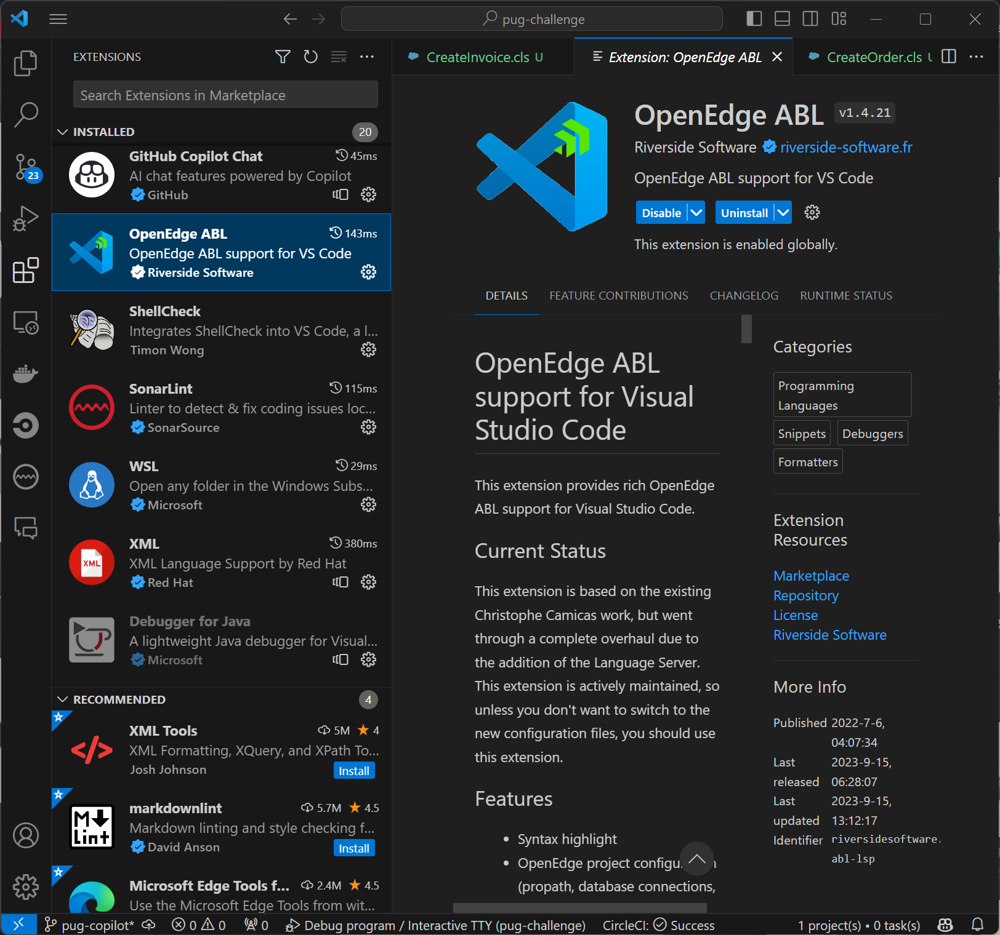 pug-challenge
EXTENSIONS
Search Extensions in Marketplace
INSTALLED 20
GitHub Copilot Chat 45ms
AI chat features powered by Copilot
GitHub
OpenEdge ABL 143ms
OpenEdge ABL support for VS Code
Riverside Software
ShellCheck
Integrates ShellCheck into VS Code, a l...
Timon Wong
SonarLint 115ms
Linter to detect & fix coding issues loc...
SonarSource
WSL 29ms
Open any folder in the Windows Subs...
Microsoft
XML
XML 380ms
XML Language Support by Red Hat
Red Hat
Debugger for Java
A lightweight Java debugger for Visual...
Microsoft
RECOMMENDED 4
XML Tools 5M 4
XML Formatting, XQuery, and XPath To...
Josh Johnson Install
M Lint
markdownlint 5.7M 4.5
Markdown linting and style checking f...
David Anson Install
Microsoft Edge Tools f... 2.4M 4.5
Use the Microsoft Edge Tools from wit...
23
CreateInvoice.cls U
Extension: OpenEdge ABL
CreateOrder.cls
OpenEdge ABL v1.4.21
Riverside Software riverside-software.fr
OpenEdge ABL support for VS Code
Disable Uninstall
This extension is enabled globally.
DETAILS FEATURE CONTRIBUTIONS CHANGELOG RUNTIME STATUS
OpenEdge ABL
support for Visual
Studio Code
This extension provides rich OpenEdge
ABL support for Visual Studio Code.
Current Status
This extension is based on the existing
Christophe Camicas work, but went
through a complete overhaul due to
the addition of the Language Server.
This extension is actively maintained, so
unless you don't want to switch to the
new configuration files, you should use
this extension.
Features
• Syntax highlight
• OpenEdge project
(propath, database connections,
Categories
Programming
Languages
Snippets Debuggers
Formatters
Extension
Resources
Marketplace
Repository
License
Riverside Software
More Info
Published 2022-7-6,
04:07:34
Last 2023-9-15,
released 06:28:07
Last 2023-9-15,
updated 13:12:17
Identifier riversidesoftware.
abl-lsp
pug-copilot* 0 0 0 Debug program / Interactive TTY (pug-challenge) CircleCI: Success 1 project(s) • 0 task(s)